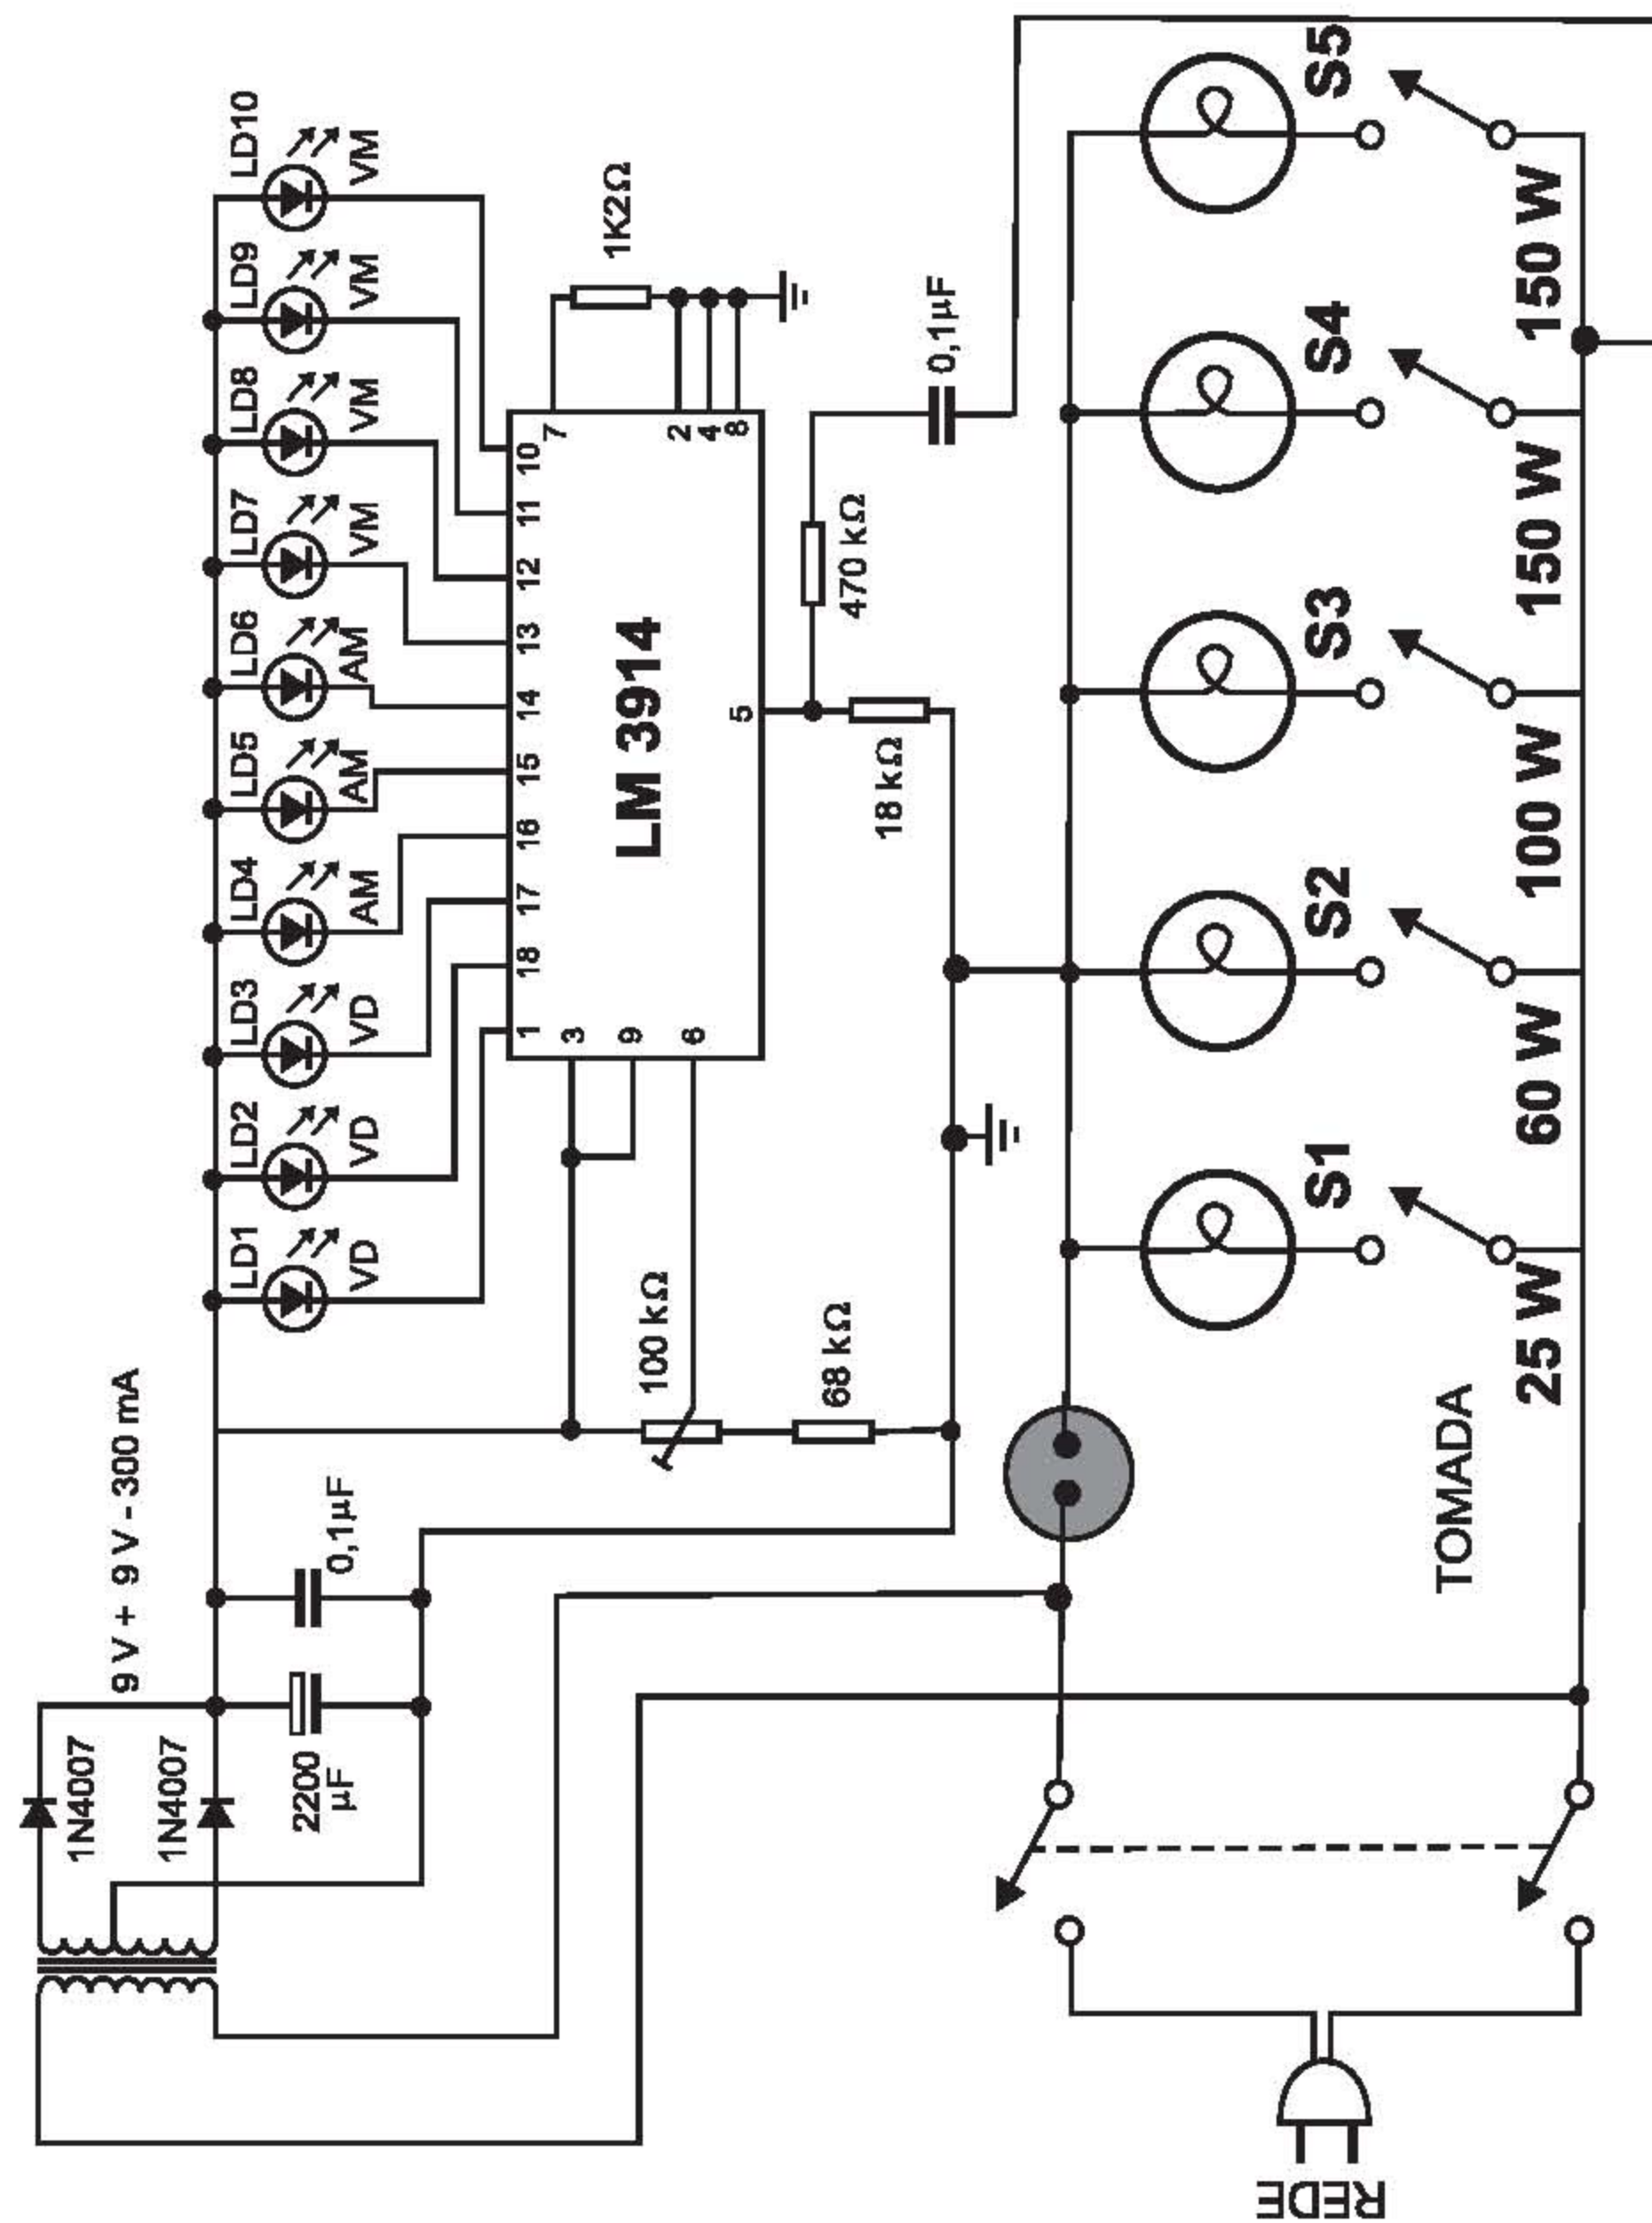 9 V + 9 V - 300 mA
1N4007
1N4007
2200
µF
0,1µF
LD1
LD2
LD3
LD4
LD5
LD6
LD7
LD8
LD9
LD10
VD
VD
VD
AM
AM
AM
VM
VM
VM
VM
1
18
17
16
15
14
13
12
11
10
3
9
6
LM 3914
7
2
4
8
5
1K2Ω
100 kΩ
68 kΩ
18 kΩ
470 kΩ
0,1µF
S1
S2
S3
S4
S5
TOMADA
25 W
60 W
100 W
150 W
150 W
REDE